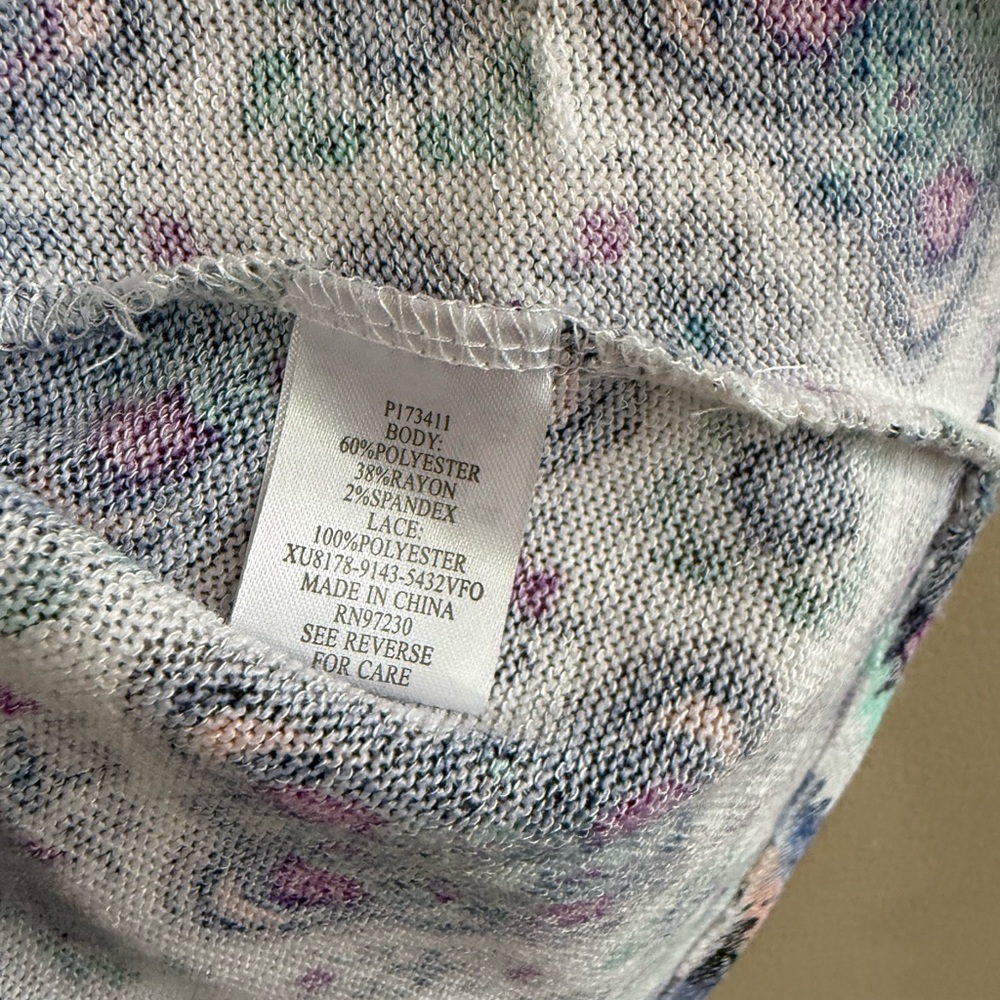 P173411
BODY:
60%POLYESTER
38%RAYON
2%SPANDEX
LACE:
100%POLYESTER
XU8178-9143-5432VFO
MADE IN CHINA
RN97230
SEE REVERSE
FOR CARE